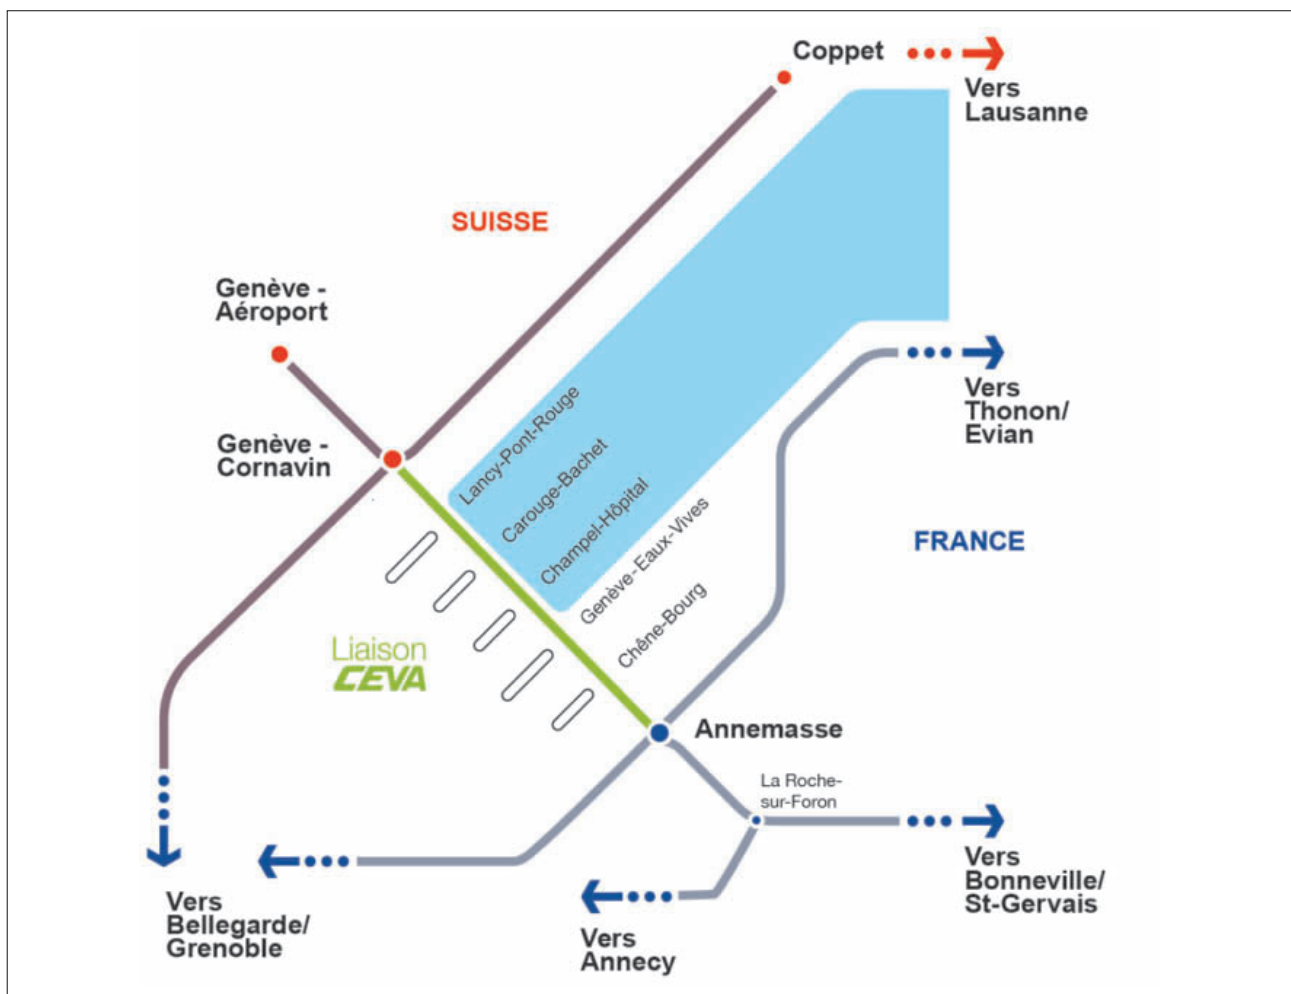 Coppet
Vers
Lausanne
SUISSE
Genève -
Aéroport
Genève -
Cornavin
Lancy-Pont-Rouge
Carouge-Bachet
Champel-Hôpital
Genève-Eaux-Vives
Chêne-Bourg
Vers
Thonon/
Evian
FRANCE
Liaison
CEVA
Annemasse
La Roche-
sur-Foron
Vers
Bonneville/
St-Gervais
Vers
Bellegarde/
Grenoble
Vers
Annecy